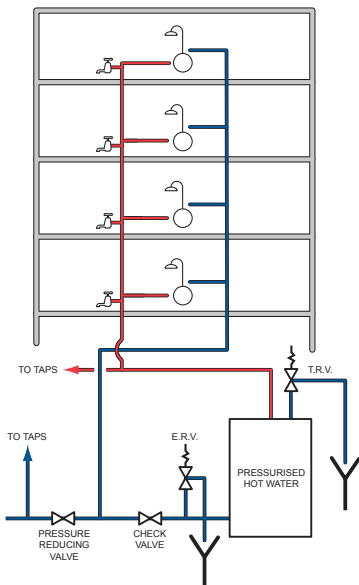 TO TAPS
T.R.V.
TO TAPS
E.R.V.
PRESSURISED
HOT WATER
PRESSURE
REDUCING
VALVE
CHECK
VALVE